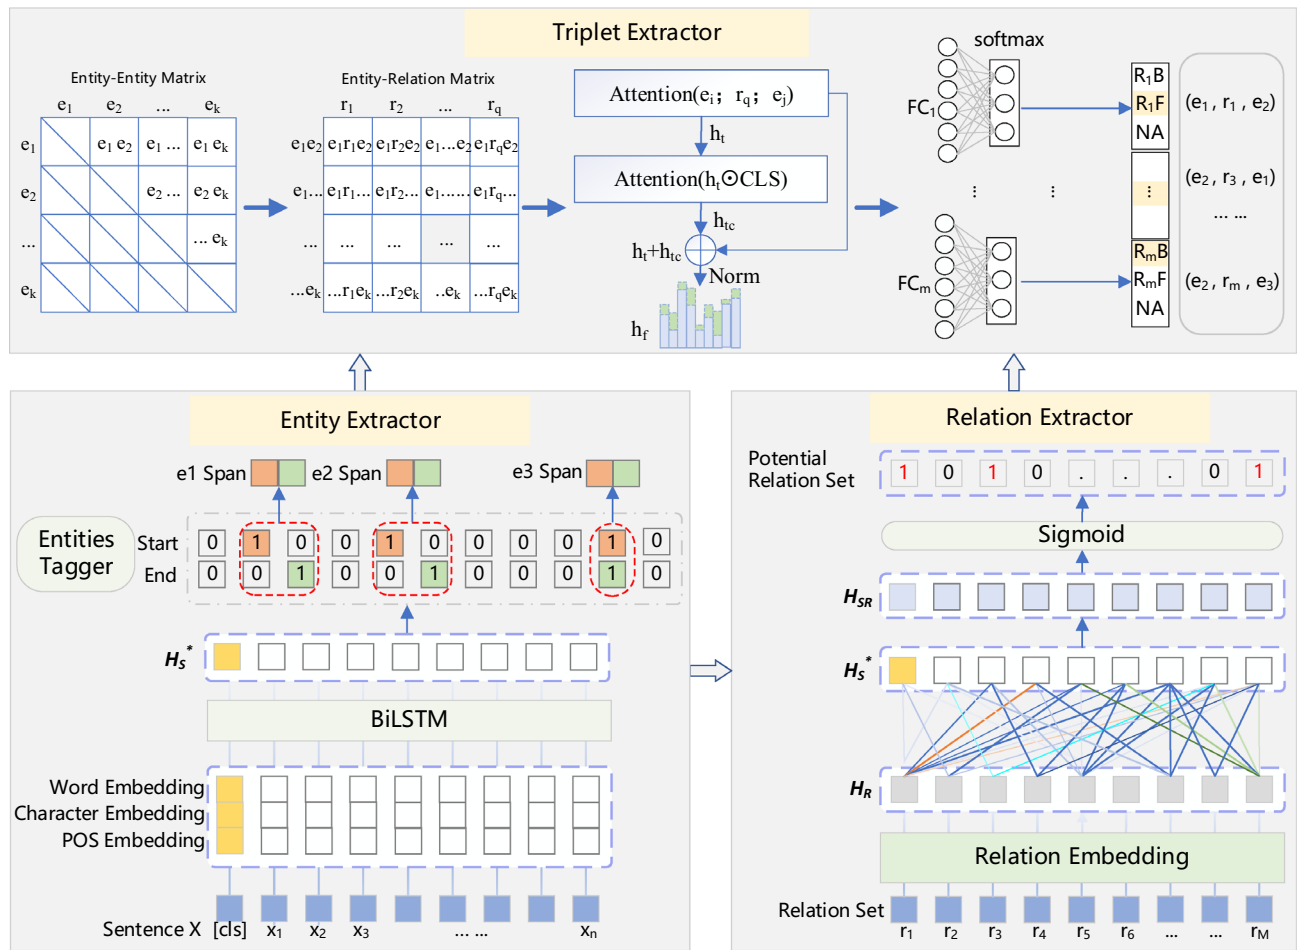 Triplet Extractor
Entity-Entity Matrix
e1 e2 ... ek
e1 e1 e2 e1 ... e1 ek
e2 e2 ... e2 ek
... ... ek
ek
Entity-Relation Matrix
r1 r2 ... rq
e1e2 e1r1e2 e1r2e2 e1...e2 e1rqe2
e1... e1r1... e1r2... e1...... e1rq...
... ... ... ... ...
...ek ...r1ek ...r2ek ...ek ...rqek
Attention(ei; rq; ej)
ht
Attention(ht⊙CLS)
htc
ht+htc
Norm
hf
softmax
FC1
⋮ ⋮
FCm
R1B
R1F
NA
⋮
RmB
RmF
NA
(e1 , r1 , e2)
(e2 , r3 , e1)
... ...
(e2 , rm , e3)
Entity Extractor
e1 Span e2 Span e3 Span
Entities
Tagger
Start 0 1 0 0 1 0 0 0 0 1 0
End 0 0 1 0 0 1 0 0 0 1 0
HS*
BiLSTM
Word Embedding
Character Embedding
POS Embedding
Sentence X [cls] x1 x2 x3 ... ... xn
Relation Extractor
Potential
Relation Set
1 0 1 0 . . . 0 1
Sigmoid
HSR
HS*
HR
Relation Embedding
Relation Set
r1 r2 r3 r4 r5 r6 ... ... rM